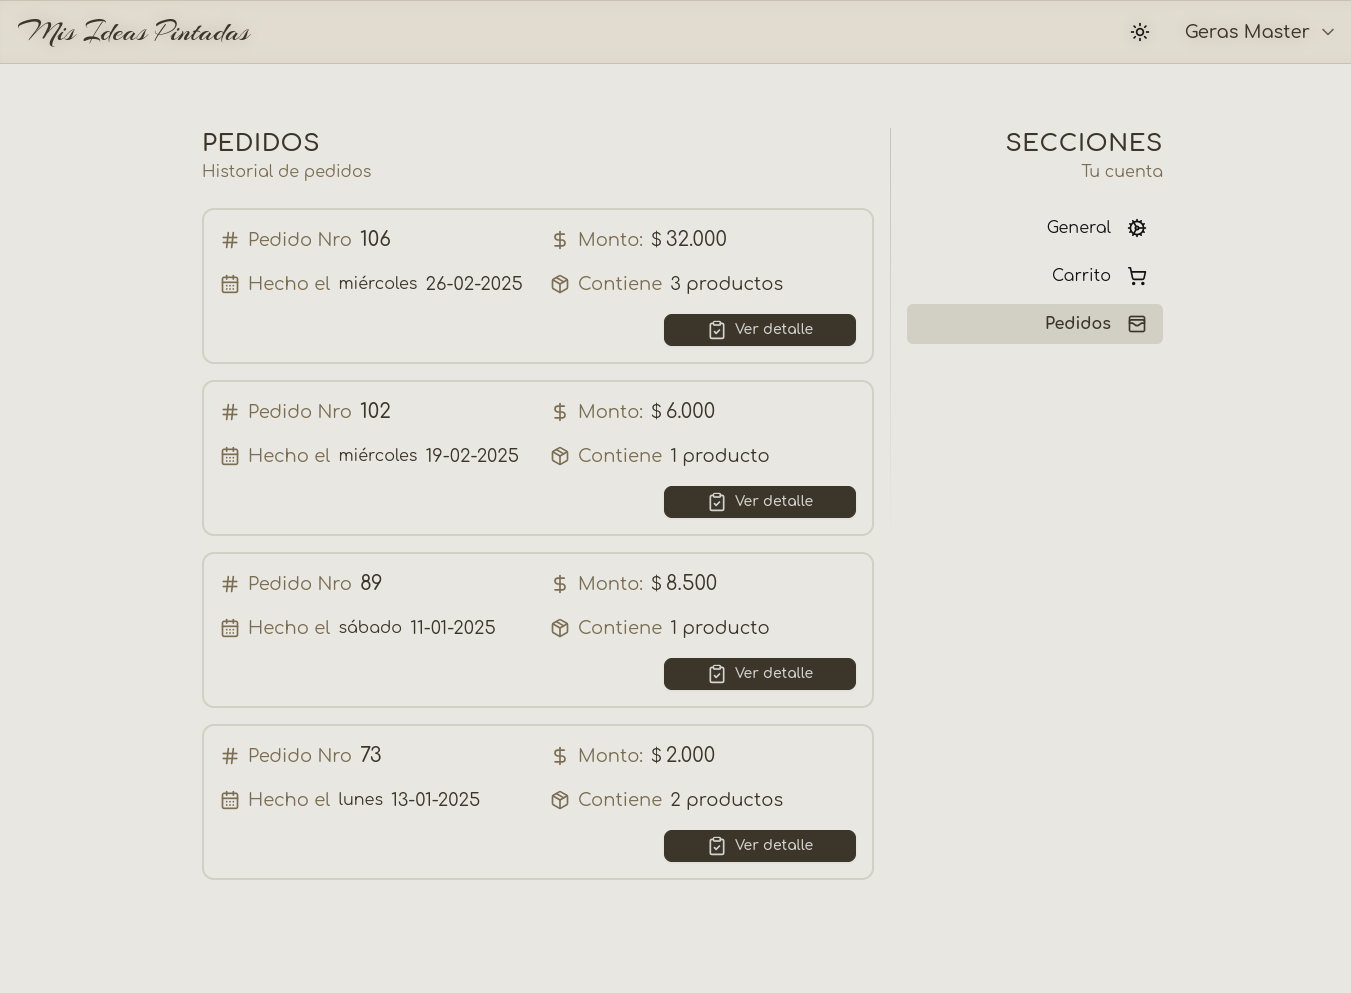 Mis Ideas Pintadas
Geras Master
PEDIDOS
Historial de pedidos
# Pedido Nro 106
$ Monto: $ 32.000
Hecho el miércoles 26-02-2025
Contiene 3 productos
Ver detalle
# Pedido Nro 102
$ Monto: $ 6.000
Hecho el miércoles 19-02-2025
Contiene 1 producto
Ver detalle
# Pedido Nro 89
$ Monto: $ 8.500
Hecho el sábado 11-01-2025
Contiene 1 producto
Ver detalle
# Pedido Nro 73
$ Monto: $ 2.000
Hecho el lunes 13-01-2025
Contiene 2 productos
Ver detalle
SECCIONES
Tu cuenta
General
Carrito
Pedidos